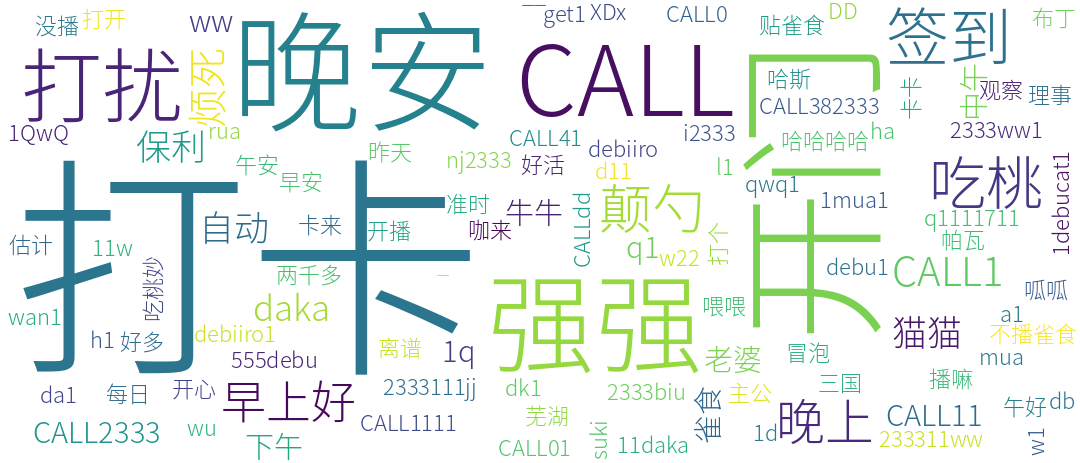 没播
打开
ww
晚安
一
get1
XDx
CALL0
贴雀食
DD
签到
布丁
打扰
烦死
CALL
开门
哈斯
卡半
中午
观察
理事
1QwQ
rua
保利
CALL382333
CALL41
i2333
哈哈哈哈
ha
2333ww1
午安
昨天
nj2333
好活
debiiro
d11
l1
吃桃
1debucat1
早安
打卡
颠勺
qwq1
1mua1
自动
卡来
开播
准时
咖来
牛牛
CALLdd
q1
w22
打个
q1111711
帕瓦
估计
11w
吃桃妙
两千多
一
debu1
CALL1
呱呱
wan1
daka
强强
喂喂
a1
h1
好多
debiiro1
离谱
1q
老婆
冒泡
猫猫
不播雀食
mua
555debu
da1
每日
开心
早上好
2333111jj
dk1
2333biu
雀食
主公
三国
播嘛
午好
db
CALL2333
wu
下午
CALL1111
芜湖
CALL01
suki
11daka
1d
晚上
CALL11
233311ww
w1